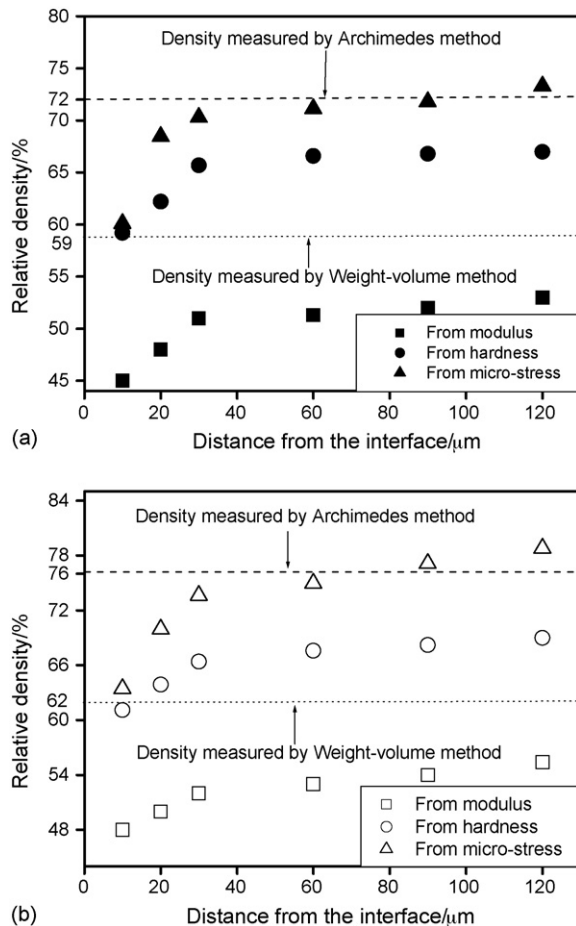 80
75
72
70
65
60
59
55
50
45
Relative density/%
Density measured by Archimedes method
Density measured by Weight-volume method
From modulus
From hardness
From micro-stress
0 20 40 60 80 100 120
(a) Distance from the interface/μm
84
78
76
72
66
62
60
54
48
Relative density/%
Density measured by Archimedes method
Density measured by Weight-volume method
From modulus
From hardness
From micro-stress
0 20 40 60 80 100 120
(b) Distance from the interface/μm